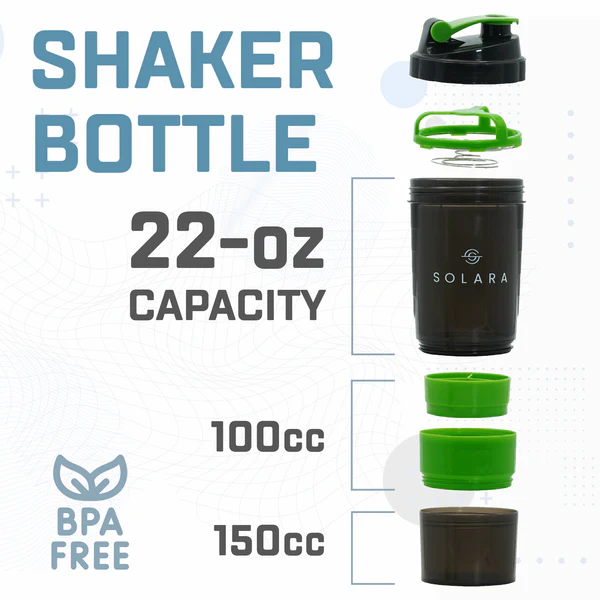 SHAKER
BOTTLE
22-oz
CAPACITY
SOLARA
100cc
150cc
BPA
FREE